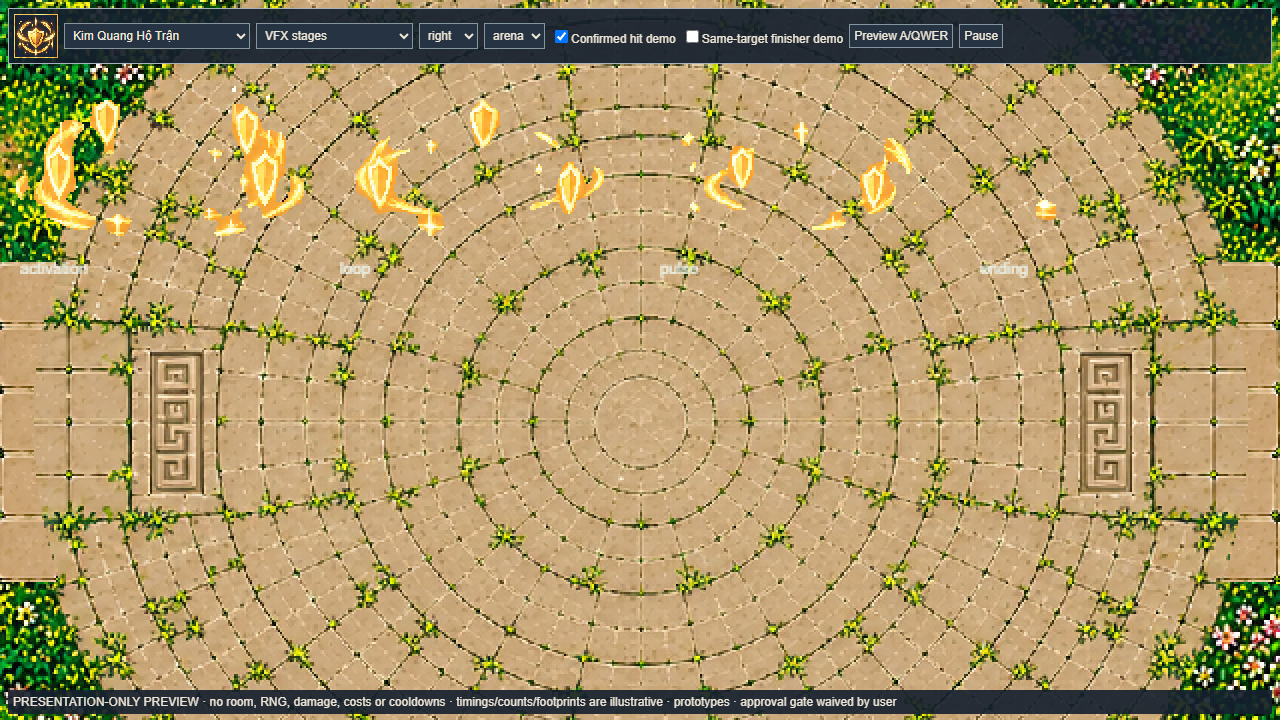 Kim Quang Hộ Trận VFX stages right arena Confirmed hit demo Same-target finisher demo Preview A/QWER Pause
activation loop pulse ending
PRESENTATION-ONLY PREVIEW · no room, RNG, damage, costs or cooldowns · timings/counts/footprints are illustrative · prototypes · approval gate waived by user